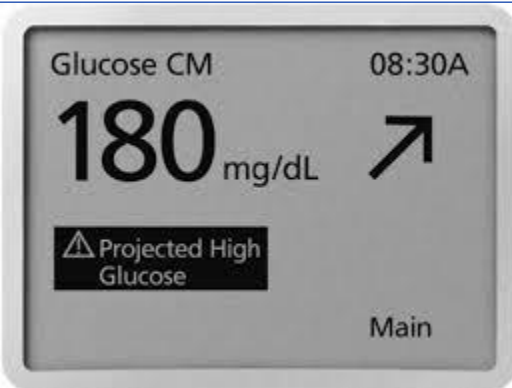 Glucose CM 08:30A
180 mg/dL
Projected High
Glucose
Main